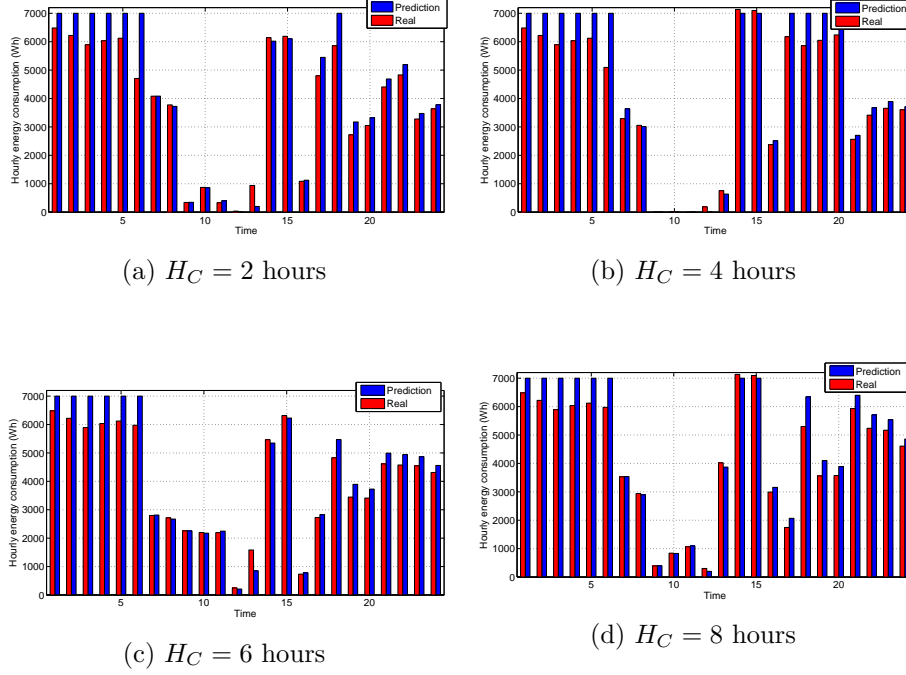 Prediction
Real
Hourly energy consumption (Wh)
7000
6000
5000
4000
3000
2000
1000
0
5 10 15 20
Time
(a) H_C = 2 hours
Prediction
Real
Hourly energy consumption (Wh)
7000
6000
5000
4000
3000
2000
1000
0
5 10 15 20
Time
(b) H_C = 4 hours
Prediction
Real
Hourly energy consumption (Wh)
7000
6000
5000
4000
3000
2000
1000
0
5 10 15 20
Time
(c) H_C = 6 hours
Prediction
Real
Hourly energy consumption (Wh)
7000
6000
5000
4000
3000
2000
1000
0
5 10 15 20
Time
(d) H_C = 8 hours